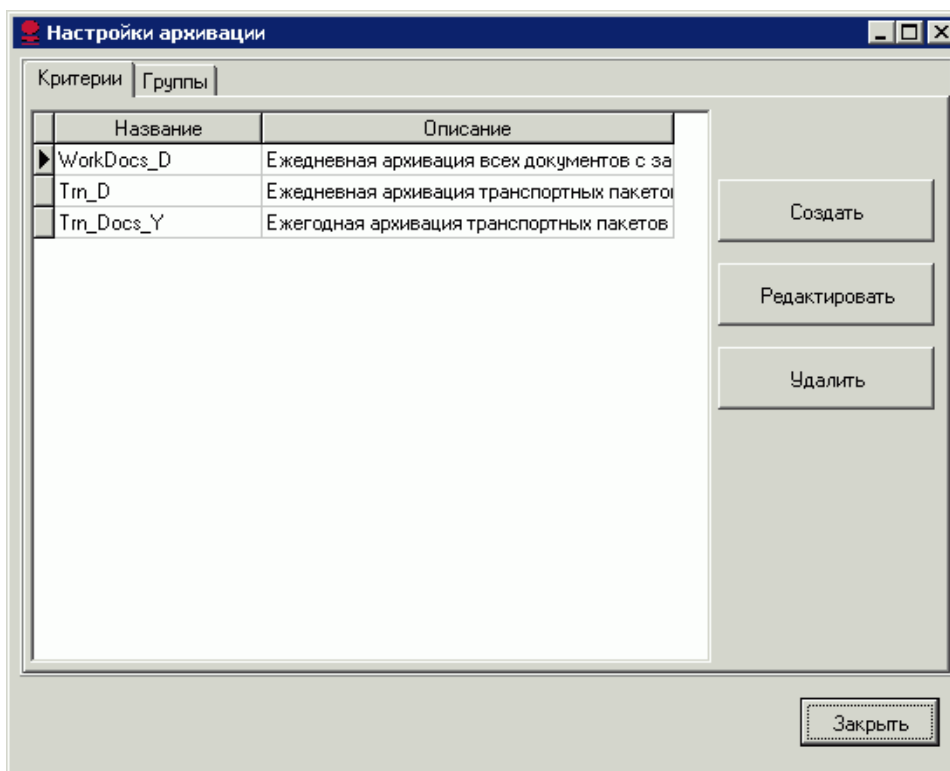 Настройки архивации
Критерии Группы
Название Описание
WorkDocs_D Ежедневная архивация всех документов с за
Trn_D Ежедневная архивация транспортных пакетов
Trn_Docs_Y Ежегодная архивация транспортных пакетов
Создать
Редактировать
Удалить
Закрыть